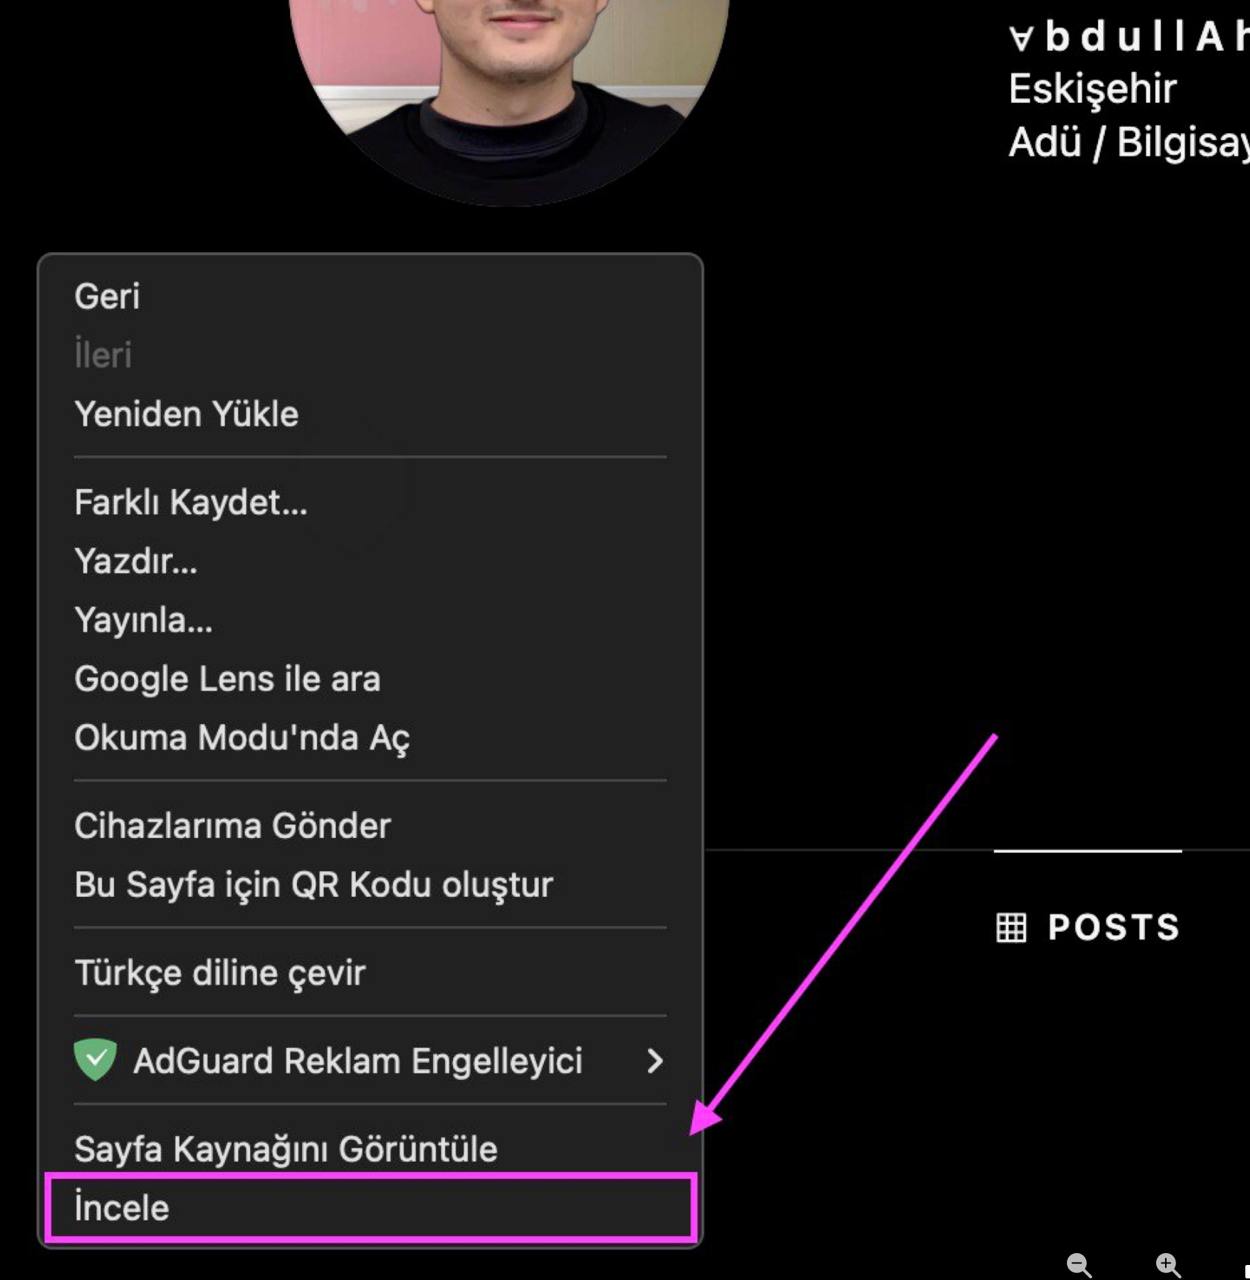 ∀ b d u l l A h
Eskişehir
Adü / Bilgisay
Geri
İleri
Yeniden Yükle
Farklı Kaydet...
Yazdır...
Yayınla...
Google Lens ile ara
Okuma Modu'nda Aç
Cihazlarıma Gönder
Bu Sayfa için QR Kodu oluştur
Türkçe diline çevir
AdGuard Reklam Engelleyici
Sayfa Kaynağını Görüntüle
İncele
POSTS